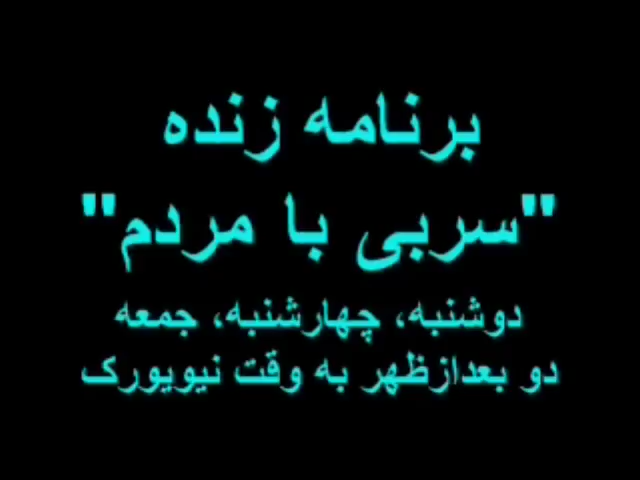 برنامه زنده
"سربی با مردم"
دوشنبه، چهارشنبه، جمعه
دو بعدازظهر به وقت نیویورک